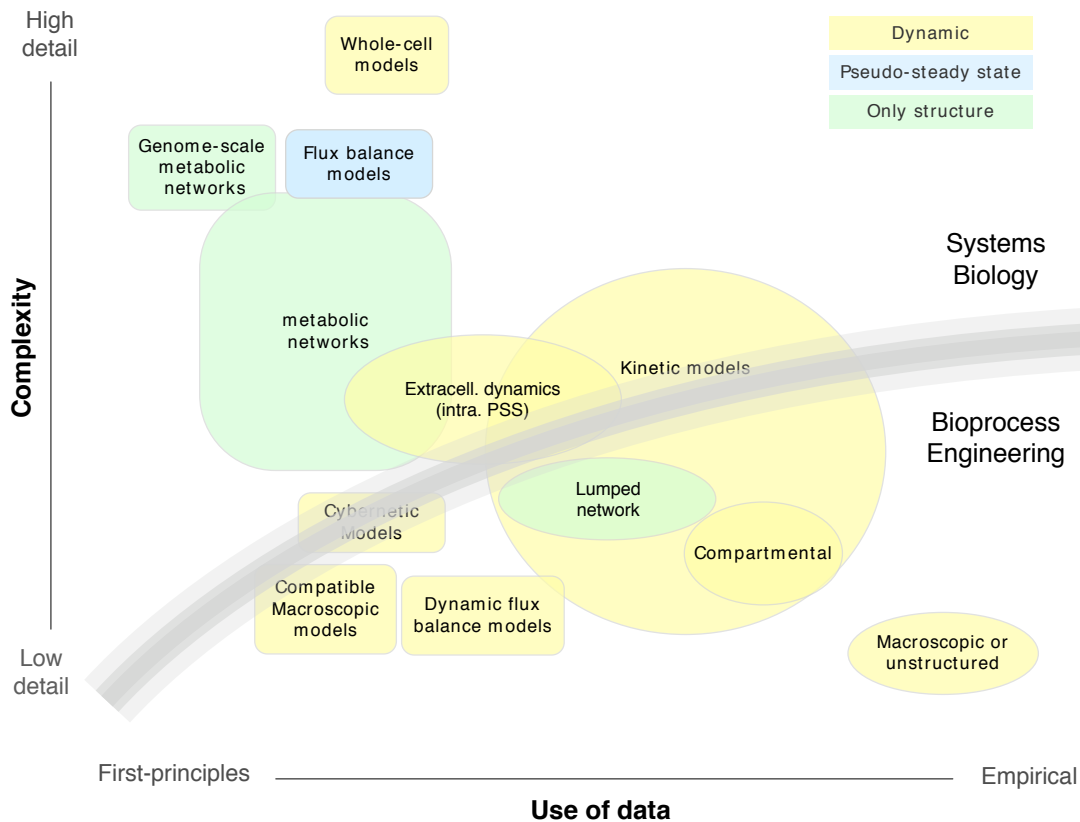 High
detail
Whole-cell
models
Dynamic
Pseudo-steady state
Only structure
Genome-scale
metabolic
networks
Flux balance
models
Systems
Biology
Complexity
metabolic
networks
Kinetic models
Extracell. dynamics
(intra. PSS)
Bioprocess
Engineering
Lumped
network
Cybernetic
Models
Compartmental
Compatible
Macroscopic
models
Dynamic flux
balance models
Macroscopic or
unstructured
Low
detail
First-principles
Empirical
Use of data